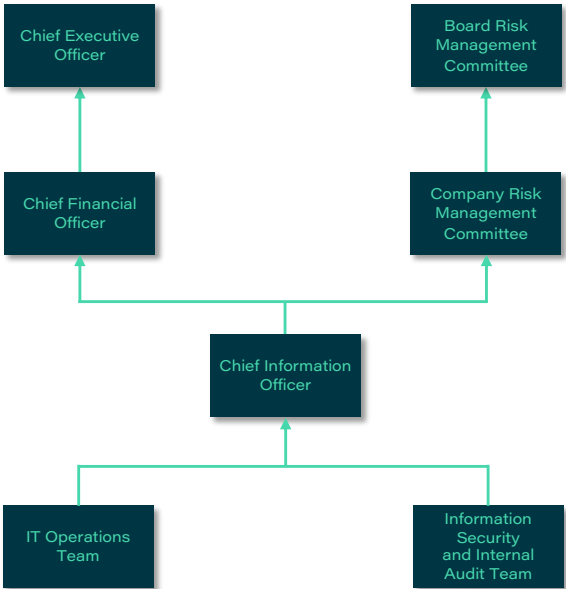 Chief Executive
Officer
Board Risk
Management
Committee
Chief Financial
Officer
Company Risk
Management
Committee
Chief Information
Officer
IT Operations
Team
Information
Security
and Internal
Audit Team